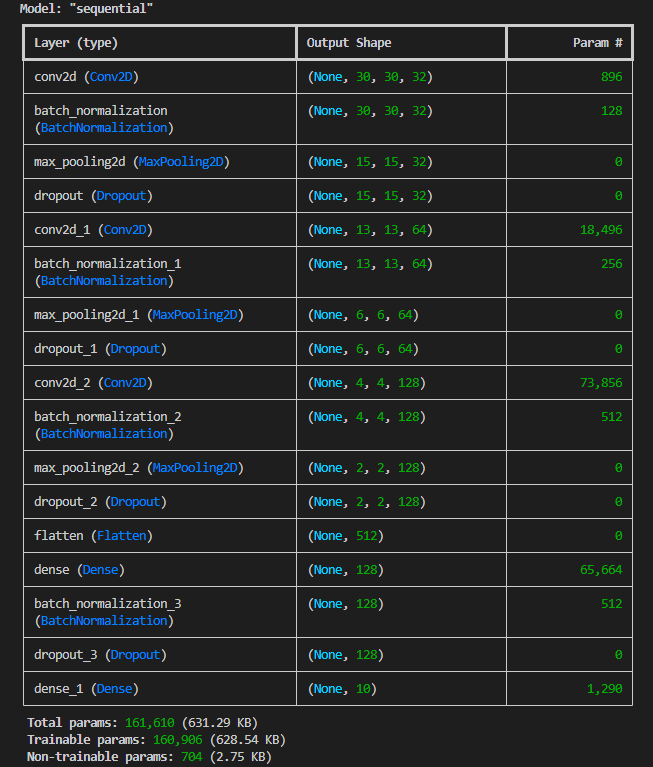 Model: "sequential"
Layer (type) Output Shape Param #
conv2d (Conv2D) (None, 30, 30, 32) 896
batch_normalization (None, 30, 30, 32) 128
(BatchNormalization)
max_pooling2d (MaxPooling2D) (None, 15, 15, 32) 0
dropout (Dropout) (None, 15, 15, 32) 0
conv2d_1 (Conv2D) (None, 13, 13, 64) 18,496
batch_normalization_1 (None, 13, 13, 64) 256
(BatchNormalization)
max_pooling2d_1 (MaxPooling2D) (None, 6, 6, 64) 0
dropout_1 (Dropout) (None, 6, 6, 64) 0
conv2d_2 (Conv2D) (None, 4, 4, 128) 73,856
batch_normalization_2 (None, 4, 4, 128) 512
(BatchNormalization)
max_pooling2d_2 (MaxPooling2D) (None, 2, 2, 128) 0
dropout_2 (Dropout) (None, 2, 2, 128) 0
flatten (Flatten) (None, 512) 0
dense (Dense) (None, 128) 65,664
batch_normalization_3 (None, 128) 512
(BatchNormalization)
dropout_3 (Dropout) (None, 128) 0
dense_1 (Dense) (None, 10) 1,290
Total params: 161,610 (631.29 KB)
Trainable params: 160,906 (628.54 KB)
Non-trainable params: 704 (2.75 KB)